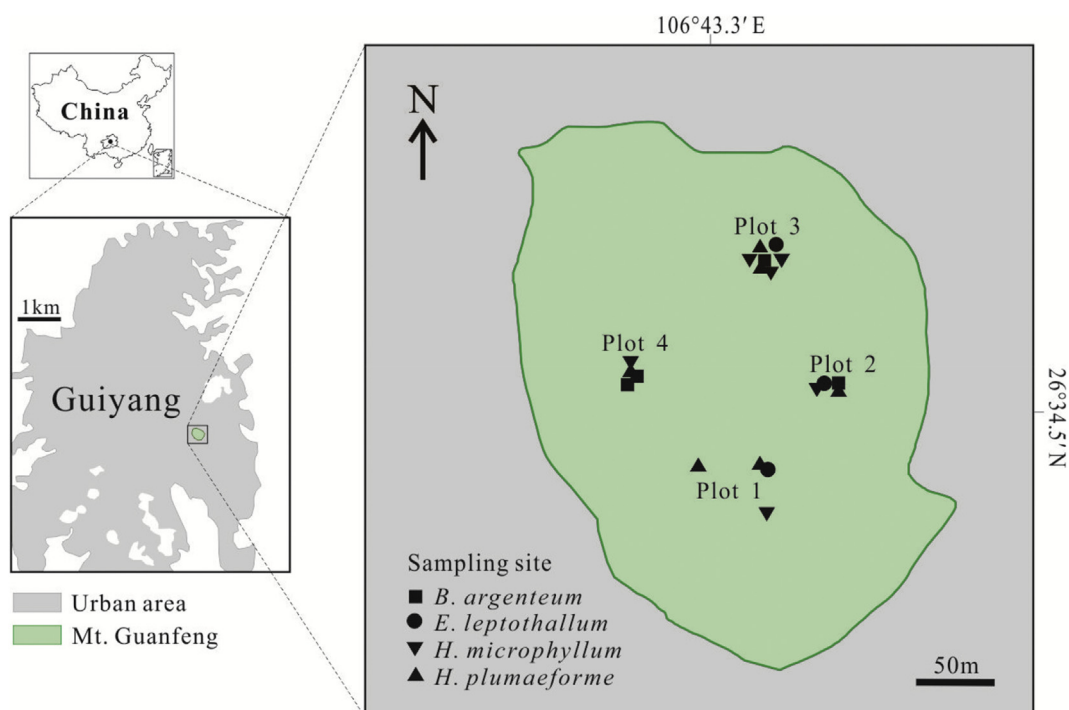 106°43.3′ E
China
N
Plot 3
1km
Plot 4
Plot 2
Guiyang
26°34.5′N
Plot 1
Sampling site
B. argenteum
E. leptothallum
H. microphyllum
H. plumaeforme
50m
Urban area
Mt. Guanfeng